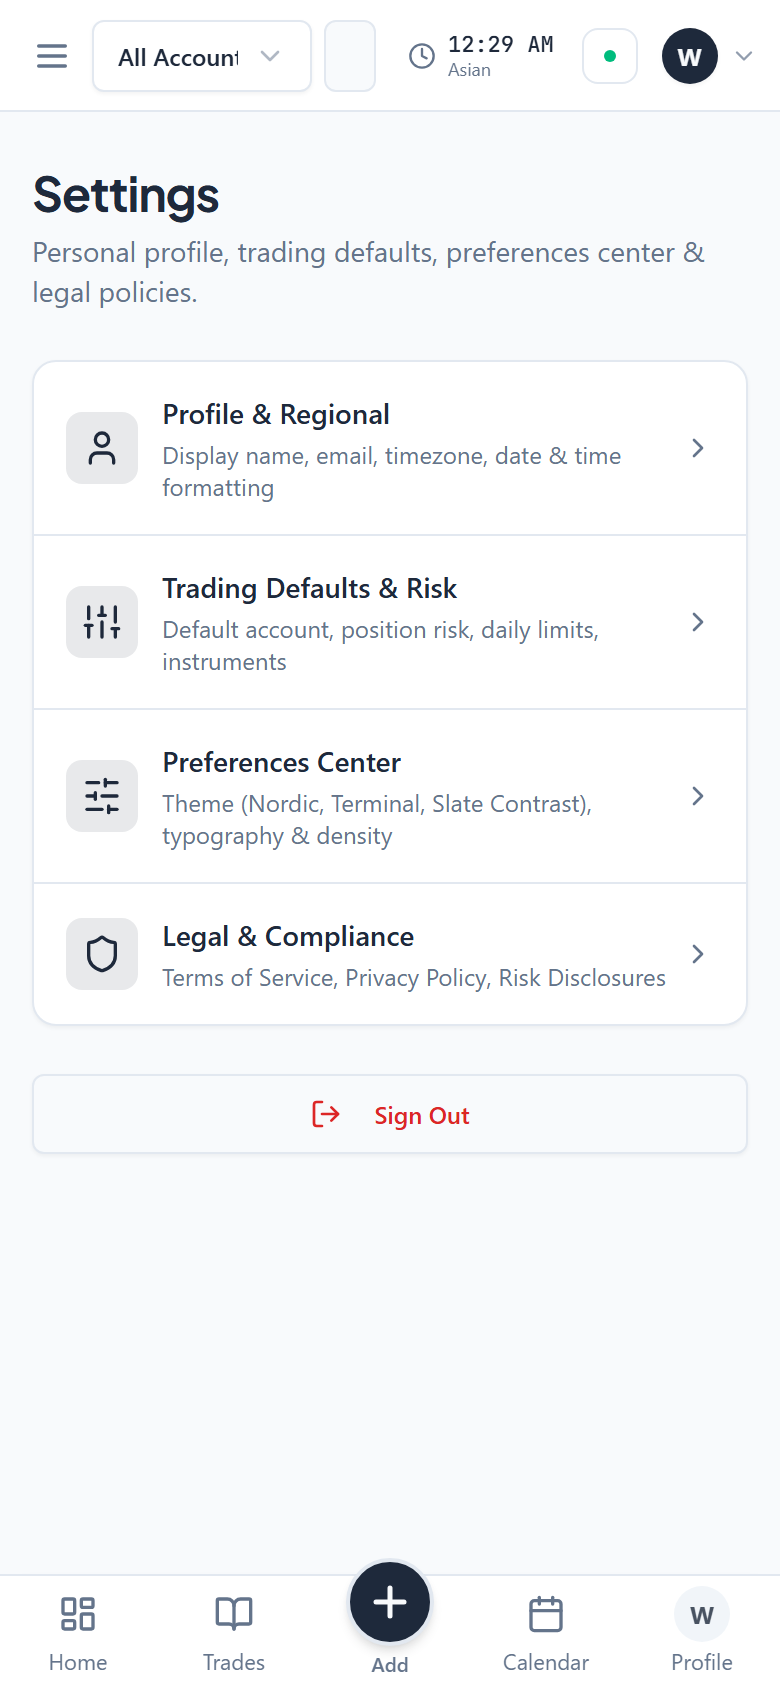 All Account
12:29 AM
Asian
W
Settings
Personal profile, trading defaults, preferences center &
legal policies.
Profile & Regional
Display name, email, timezone, date & time
formatting
Trading Defaults & Risk
Default account, position risk, daily limits,
instruments
Preferences Center
Theme (Nordic, Terminal, Slate Contrast),
typography & density
Legal & Compliance
Terms of Service, Privacy Policy, Risk Disclosures
Sign Out
Home
Trades
Add
Calendar
W
Profile